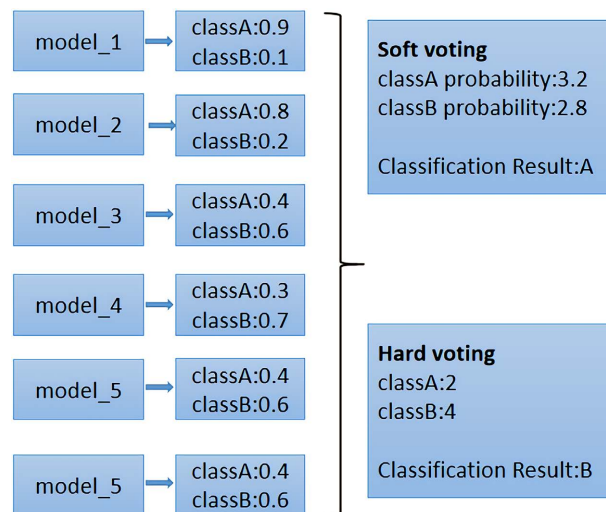 model_1
classA:0.9
classB:0.1
model_2
classA:0.8
classB:0.2
model_3
classA:0.4
classB:0.6
model_4
classA:0.3
classB:0.7
model_5
classA:0.4
classB:0.6
model_5
classA:0.4
classB:0.6
Soft voting
classA probability:3.2
classB probability:2.8
Classification Result:A
Hard voting
classA:2
classB:4
Classification Result:B